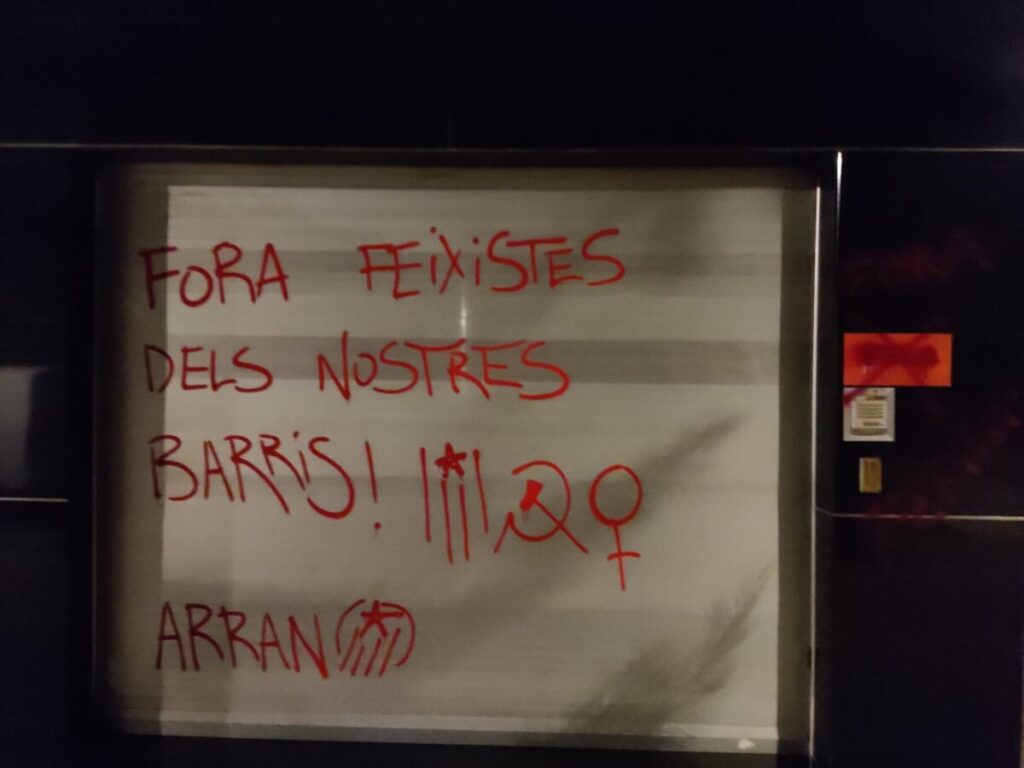 FORA FEIXISTES
DELS NOSTRES
BARRIS!
ARRAN